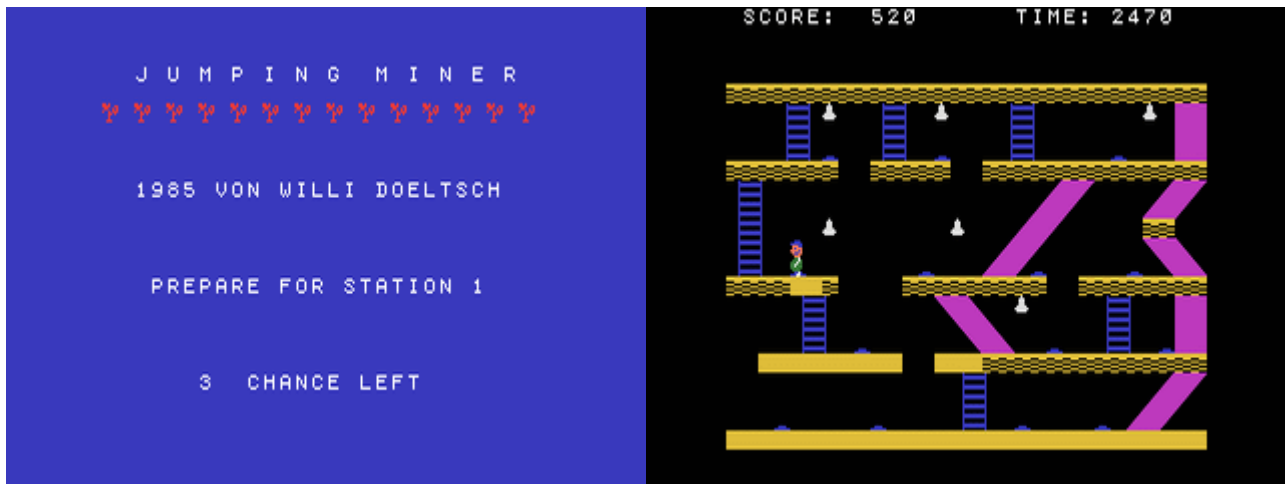 J U M P I N G  M I N E R
1985 VON WILLI DOELTSCH
PREPARE FOR STATION 1
3  CHANCE LEFT
SCORE:  520  TIME: 2470